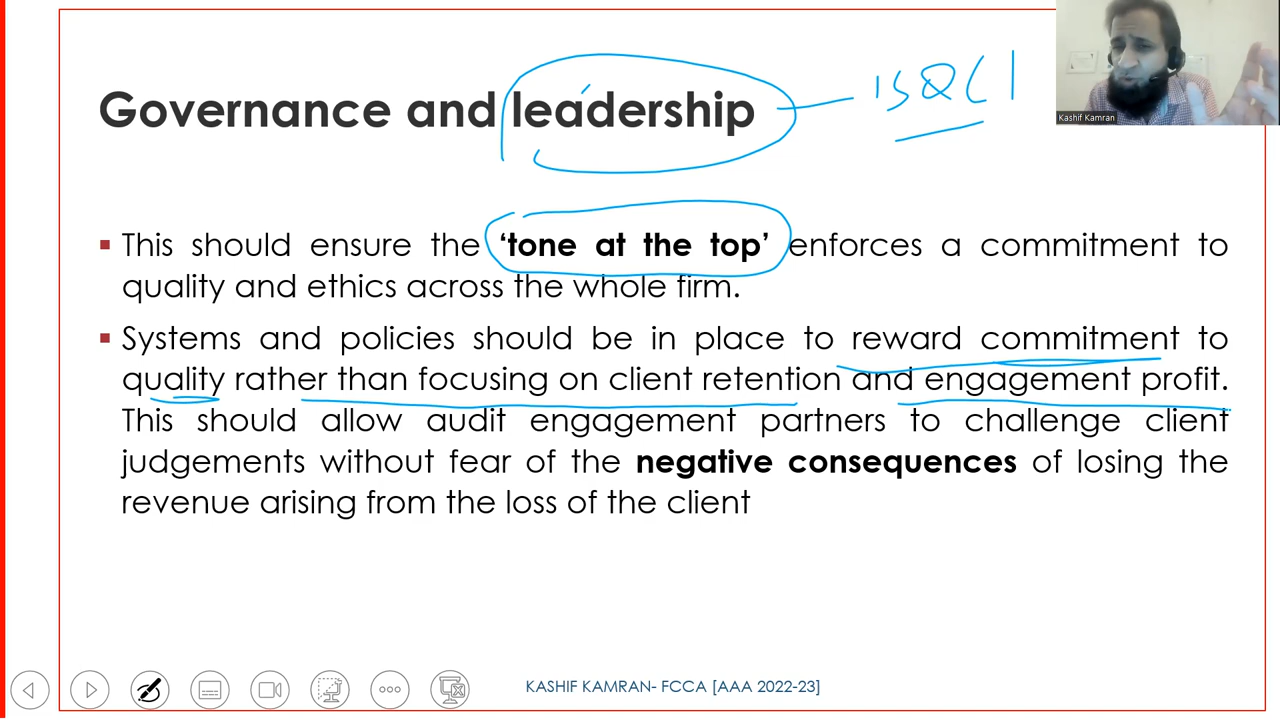 Governance and leadership
ISQC 1
Kashif Kamran
▪ This should ensure the ‘tone at the top’ enforces a commitment to
quality and ethics across the whole firm.
▪ Systems and policies should be in place to reward commitment to
quality rather than focusing on client retention and engagement profit.
This should allow audit engagement partners to challenge client
judgements without fear of the negative consequences of losing the
revenue arising from the loss of the client
KASHIF KAMRAN- FCCA [AAA 2022-23]